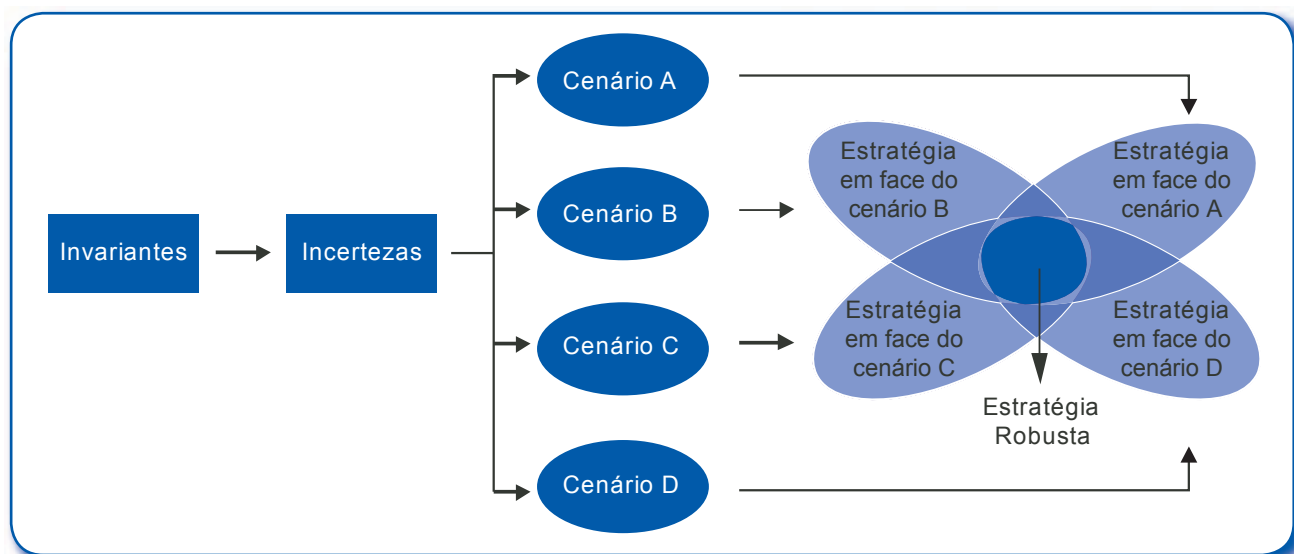 Invariantes
Incertezas
Cenário A
Cenário B
Cenário C
Cenário D
Estratégia
em face do
cenário B
Estratégia
em face do
cenário A
Estratégia
em face do
cenário C
Estratégia
em face do
cenário D
Estratégia
Robusta